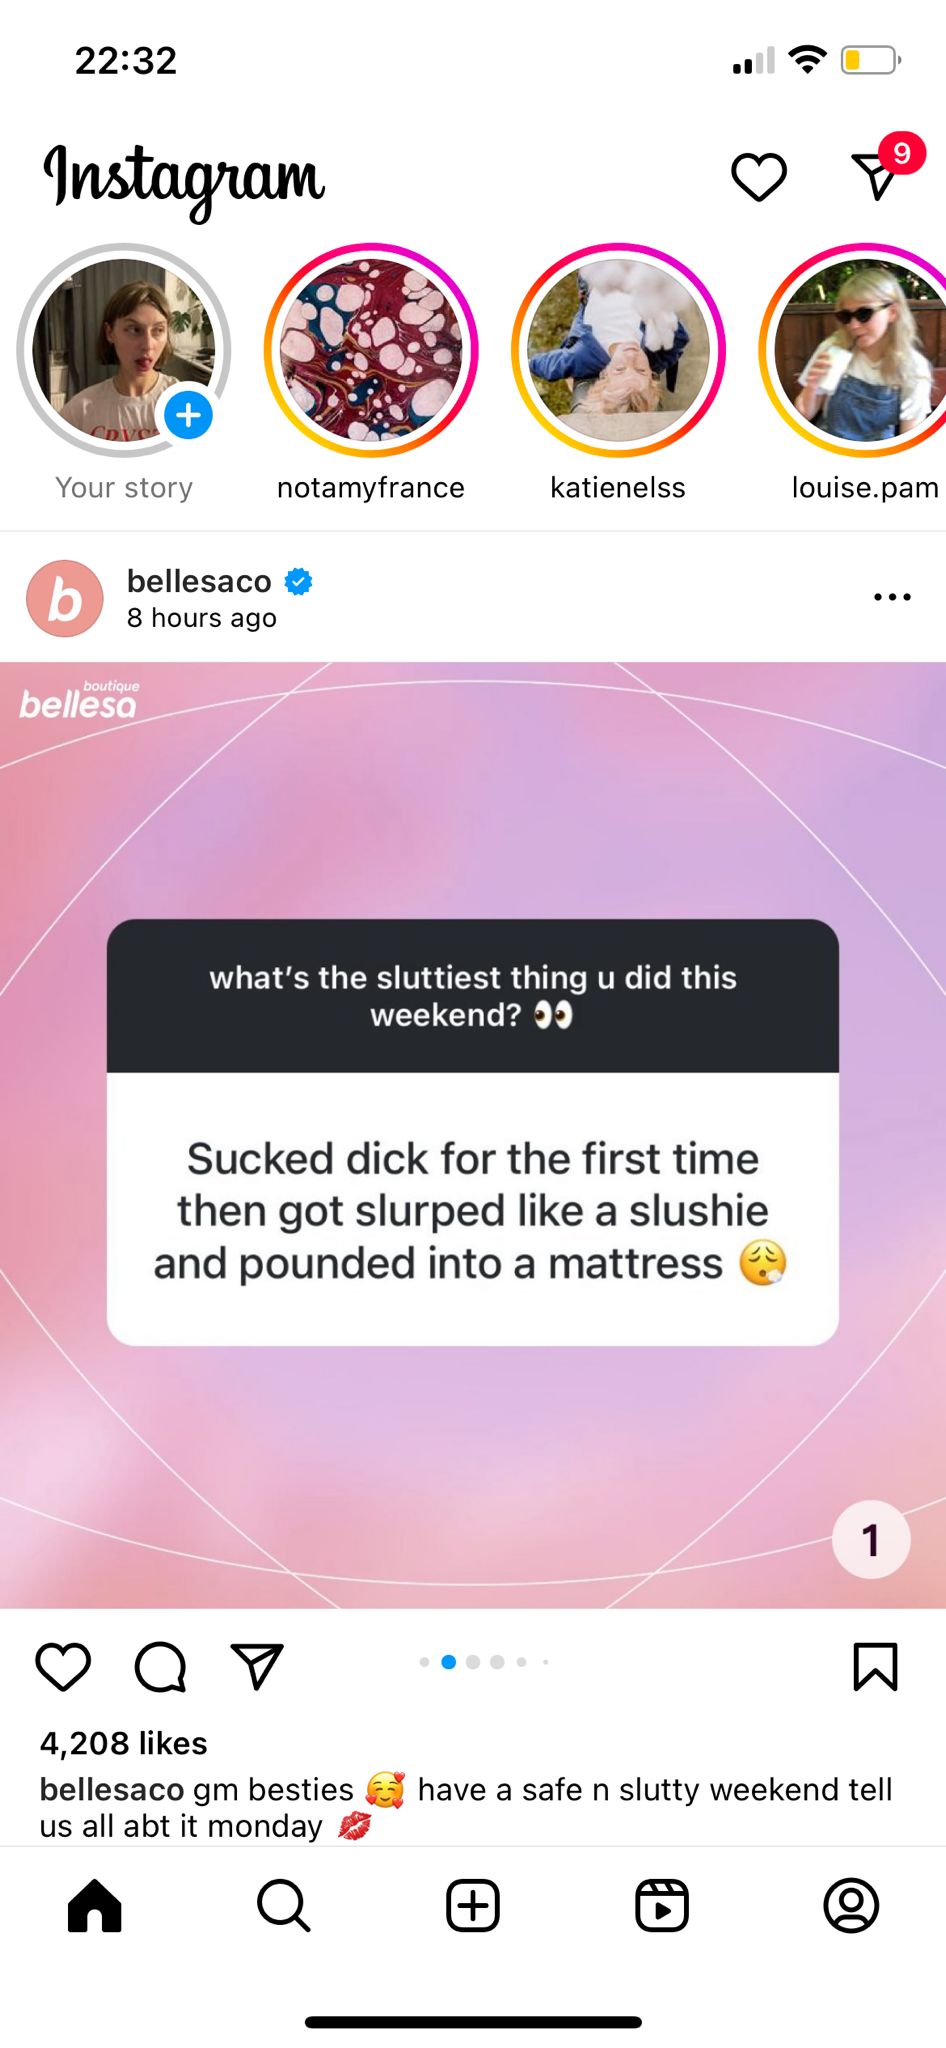 22:32
Instagram
9
Your story
notamyfrance
katienelss
louise.pam
b
bellesaco
8 hours ago
boutique
bellesa
what's the sluttiest thing u did this
weekend? 👀
Sucked dick for the first time
then got slurped like a slushie
and pounded into a mattress 😮‍💨
1
4,208 likes
bellesaco gm besties 🥰 have a safe n slutty weekend tell
us all abt it monday 💋